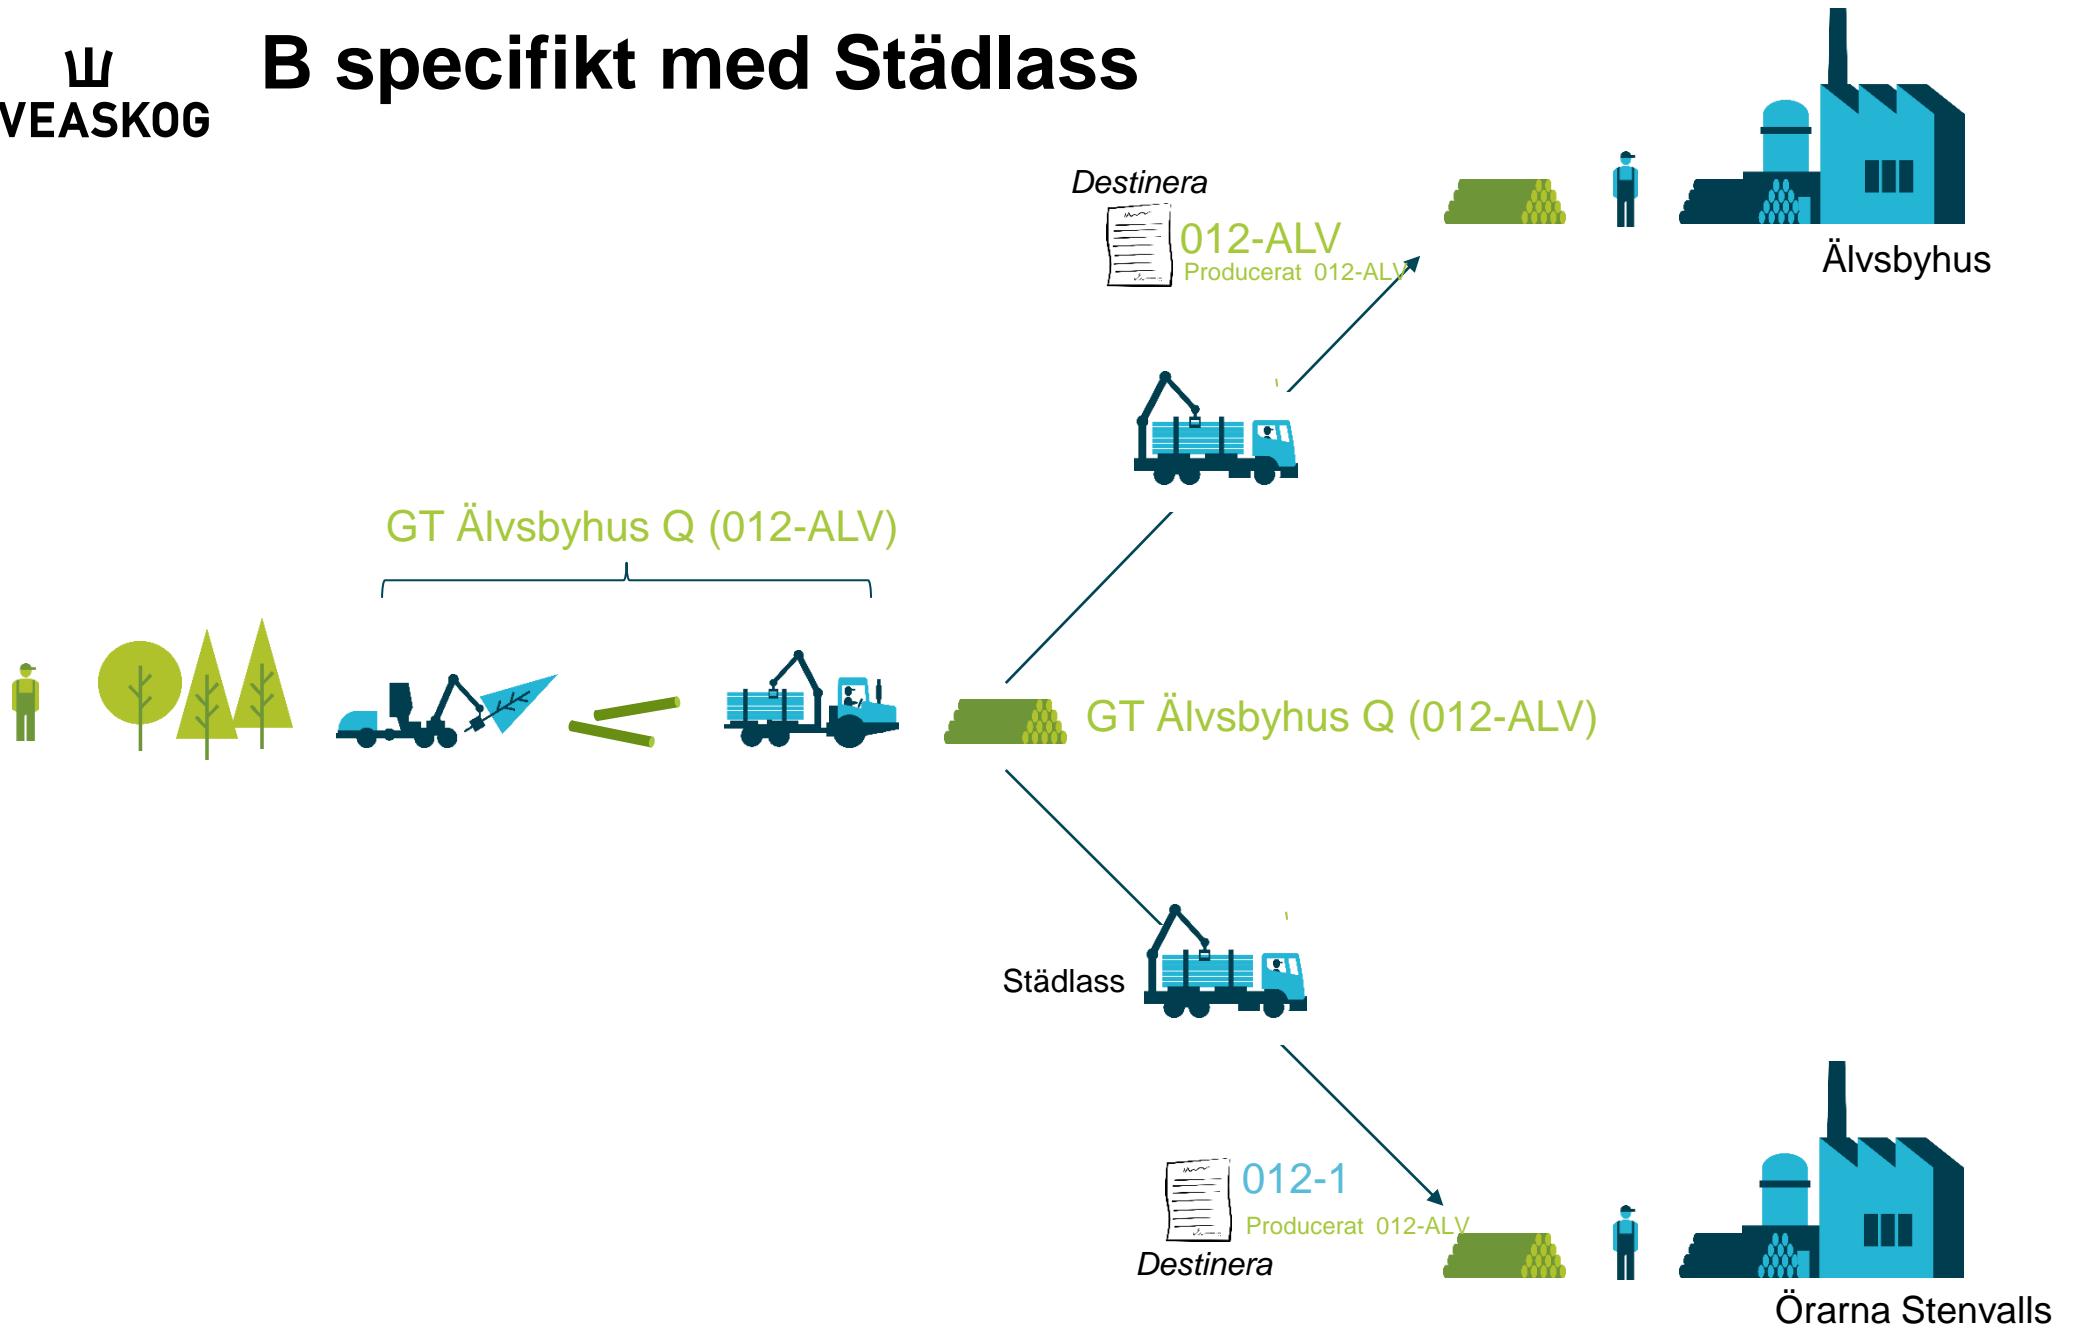 B specifikt med Städlass
VEASKOG
Destinera
012-ALV
Producerat 012-ALV
Älvsbyhus
GT Älvsbyhus Q (012-ALV)
GT Älvsbyhus Q (012-ALV)
Städlass
012-1
Producerat 012-ALV
Destinera
Örarna Stenvalls